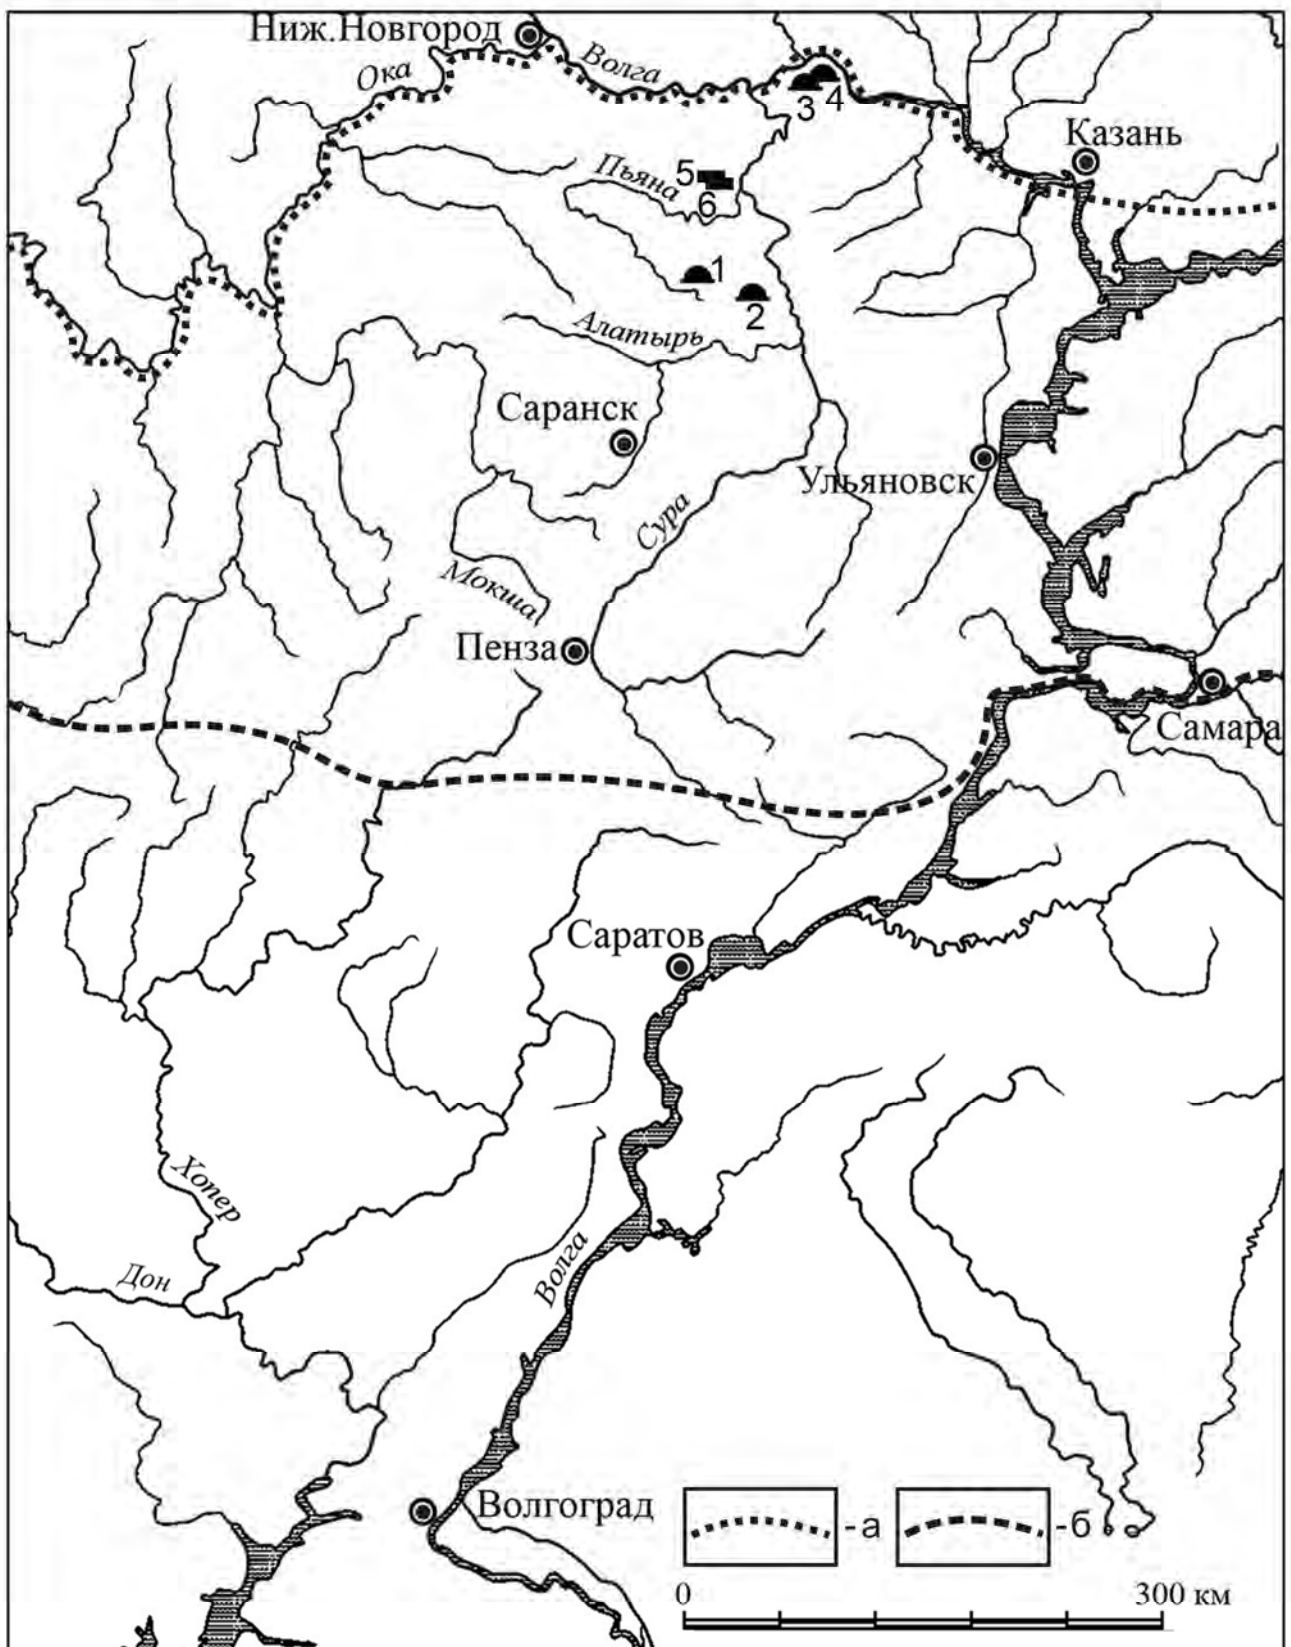 Ниж.Новгород
Ока
Волга
3
4
Казань
5
Пъяна
6
1
2
Алатырь
Саранск
Ульяновск
Сура
Мокша
Пенза
Самара
Саратов
Хопер
Волга
Дон
Волгоград
-а
-б
0
300 км